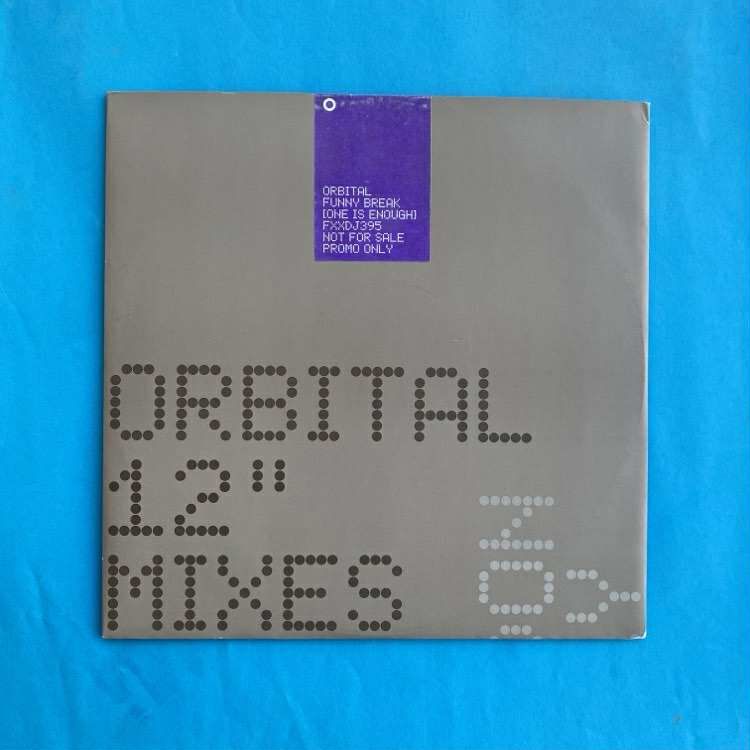 ORBITAL
FUNNY BREAK
[ONE IS ENOUGH]
FXXDJ395
NOT FOR SALE
PROMO ONLY
ORBITAL
12"
MIXES